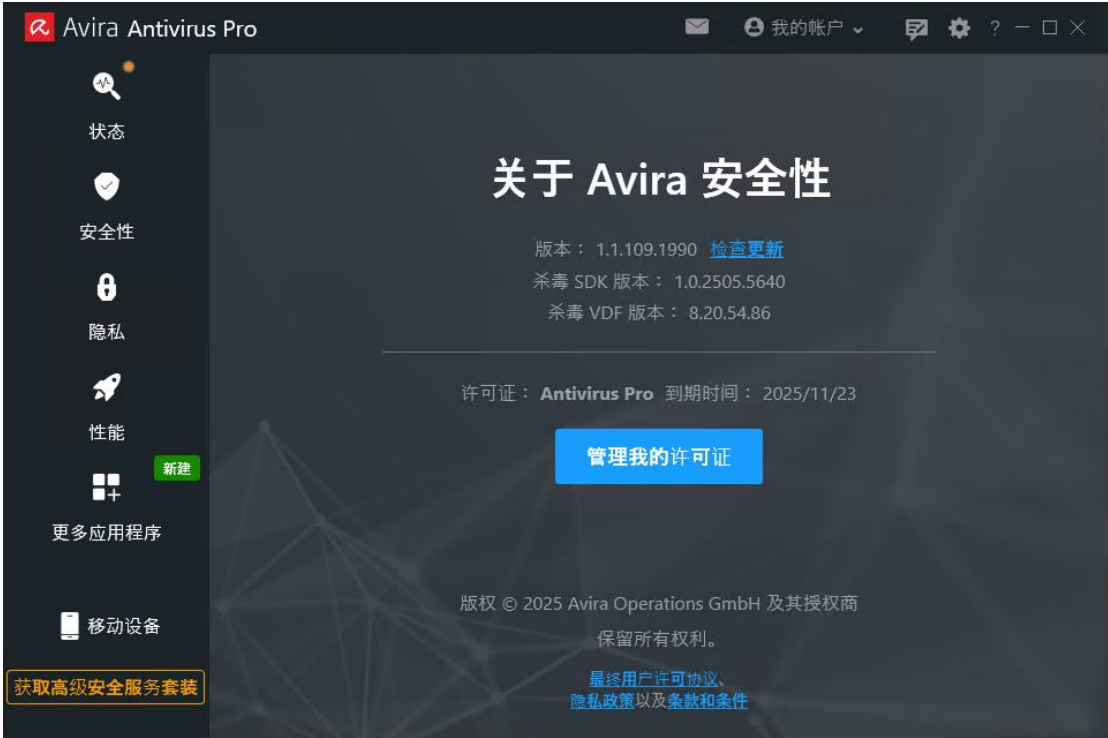 Avira Antivirus Pro
我的帐户
?
状态
安全性
隐私
性能
新建
更多应用程序
移动设备
获取高级安全服务套装
关于 Avira 安全性
版本： 1.1.109.1990 检查更新
杀毒 SDK 版本： 1.0.2505.5640
杀毒 VDF 版本： 8.20.54.86
许可证： Antivirus Pro 到期时间： 2025/11/23
管理我的许可证
版权 © 2025 Avira Operations GmbH 及其授权商
保留所有权利。
最终用户许可协议、
隐私政策以及条款和条件